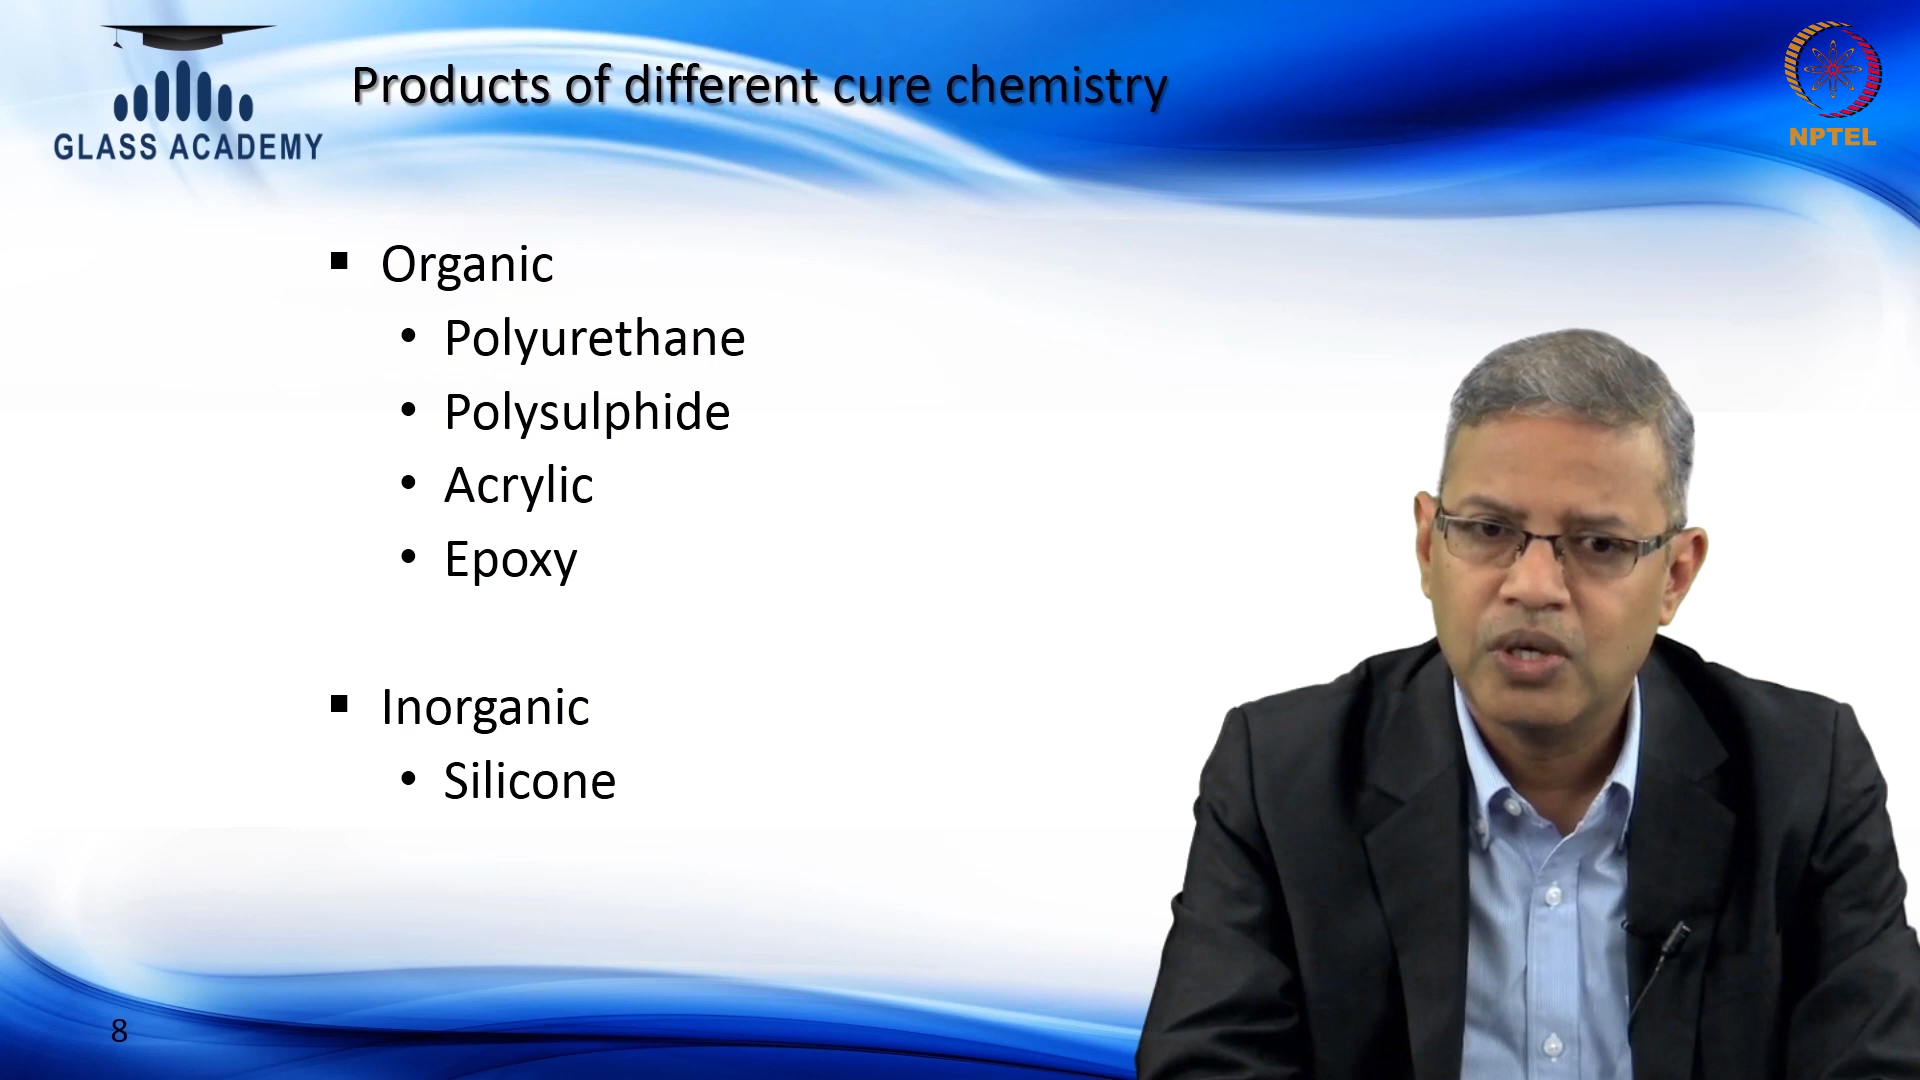 GLASS ACADEMY
Products of different cure chemistry
NPTEL
▪ Organic
• Polyurethane
• Polysulphide
• Acrylic
• Epoxy
▪ Inorganic
• Silicone
8